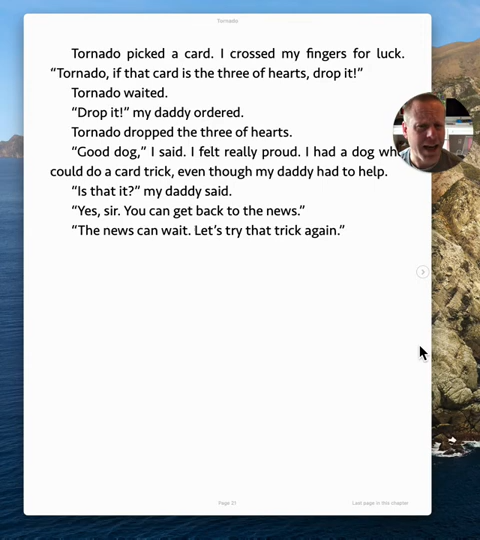 Tornado
Tornado picked a card. I crossed my fingers for luck.
“Tornado, if that card is the three of hearts, drop it!”
Tornado waited.
“Drop it!” my daddy ordered.
Tornado dropped the three of hearts.
“Good dog,” I said. I felt really proud. I had a dog who
could do a card trick, even though my daddy had to help.
“Is that it?” my daddy said.
“Yes, sir. You can get back to the news.”
“The news can wait. Let’s try that trick again.”
Page 21 Last page in this chapter